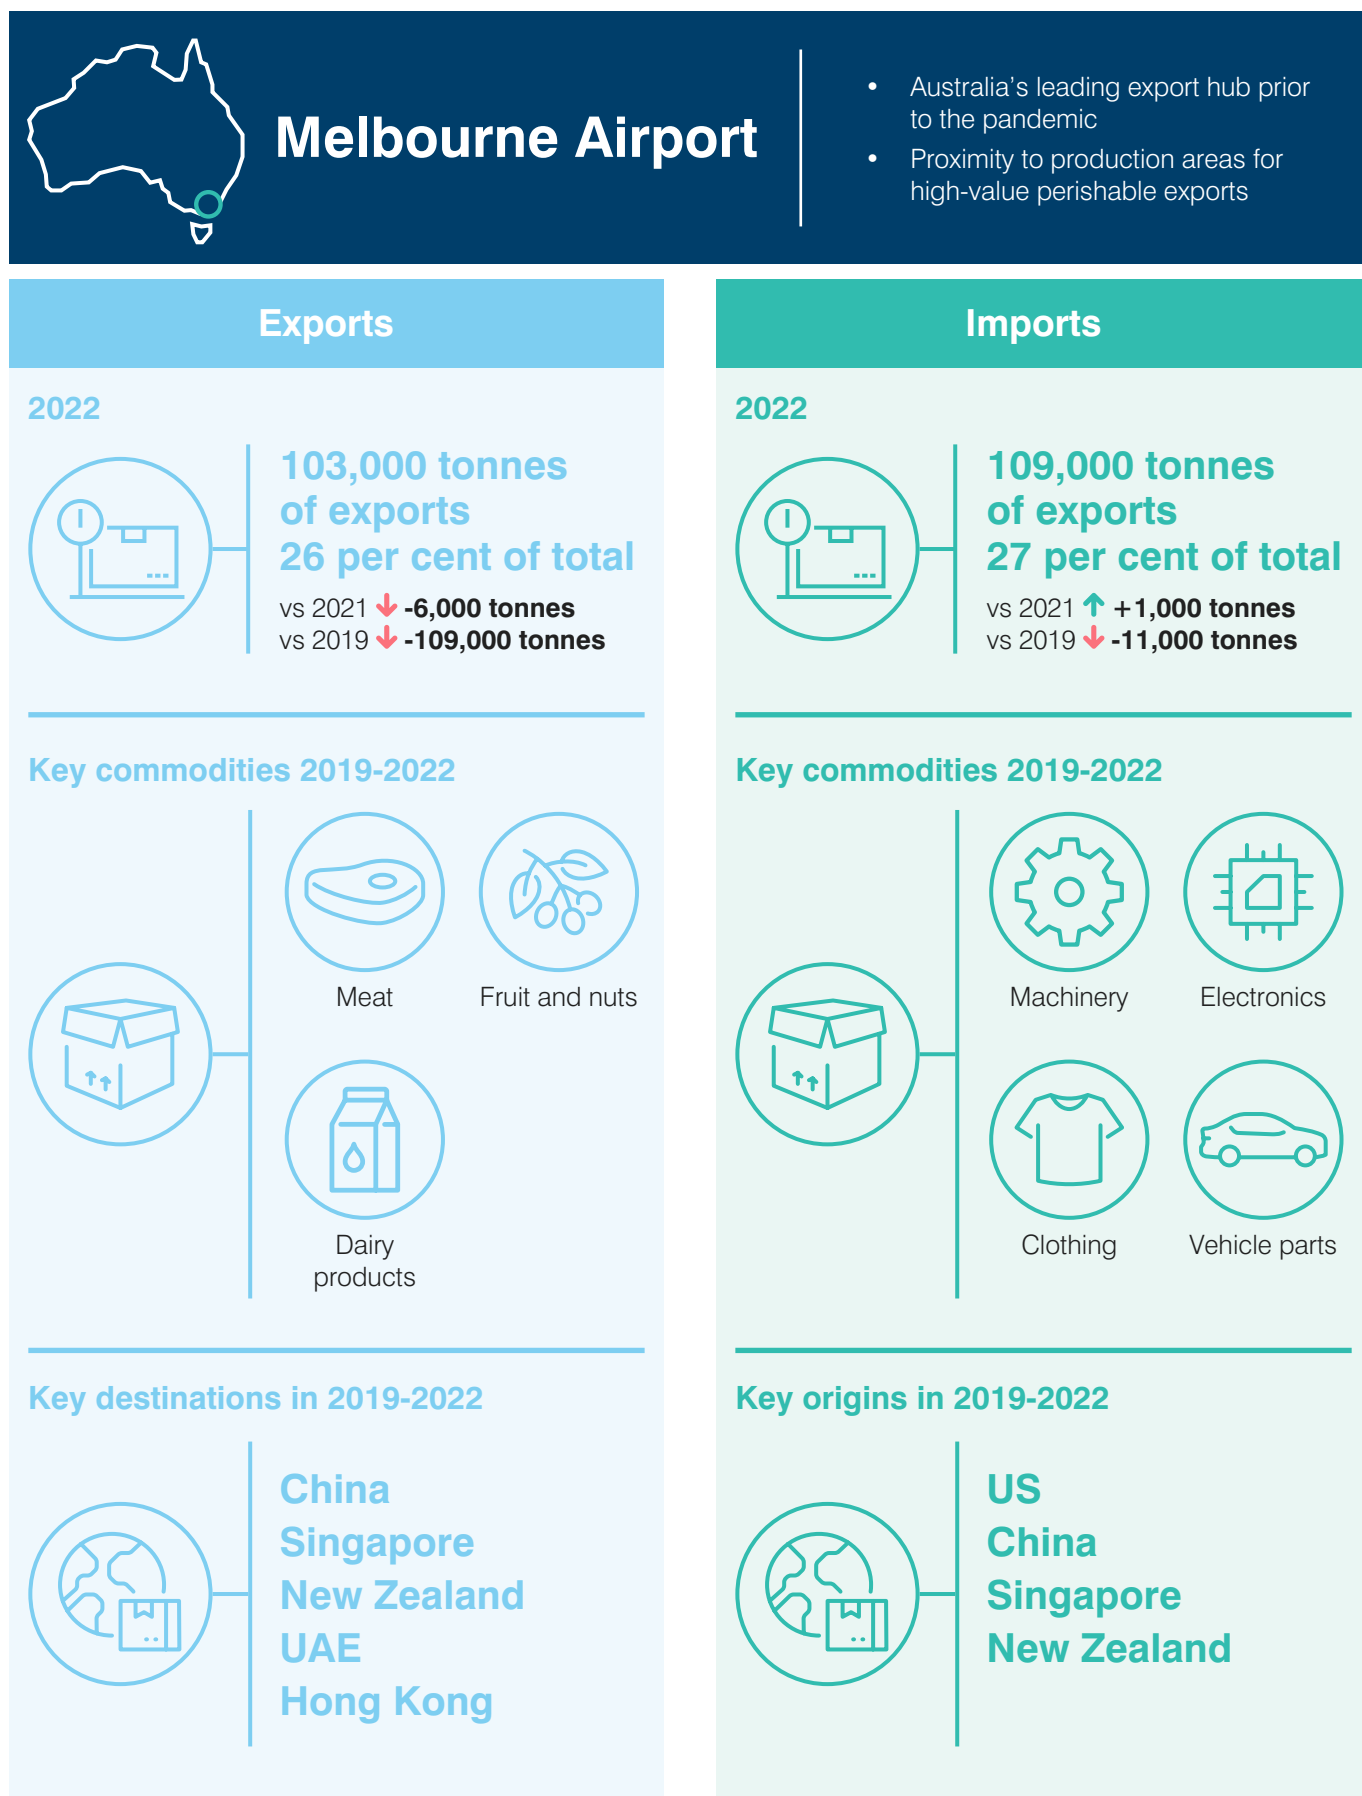 Melbourne Airport
• Australia's leading export hub prior
to the pandemic
• Proximity to production areas for
high-value perishable exports
Exports
2022
103,000 tonnes
of exports
26 per cent of total
vs 2021 -6,000 tonnes
vs 2019 -109,000 tonnes
Key commodities 2019-2022
Meat
Fruit and nuts
Dairy
products
Key destinations in 2019-2022
China
Singapore
New Zealand
UAE
Hong Kong
Imports
2022
109,000 tonnes
of exports
27 per cent of total
vs 2021 +1,000 tonnes
vs 2019 -11,000 tonnes
Key commodities 2019-2022
Machinery
Electronics
Clothing
Vehicle parts
Key origins in 2019-2022
US
China
Singapore
New Zealand